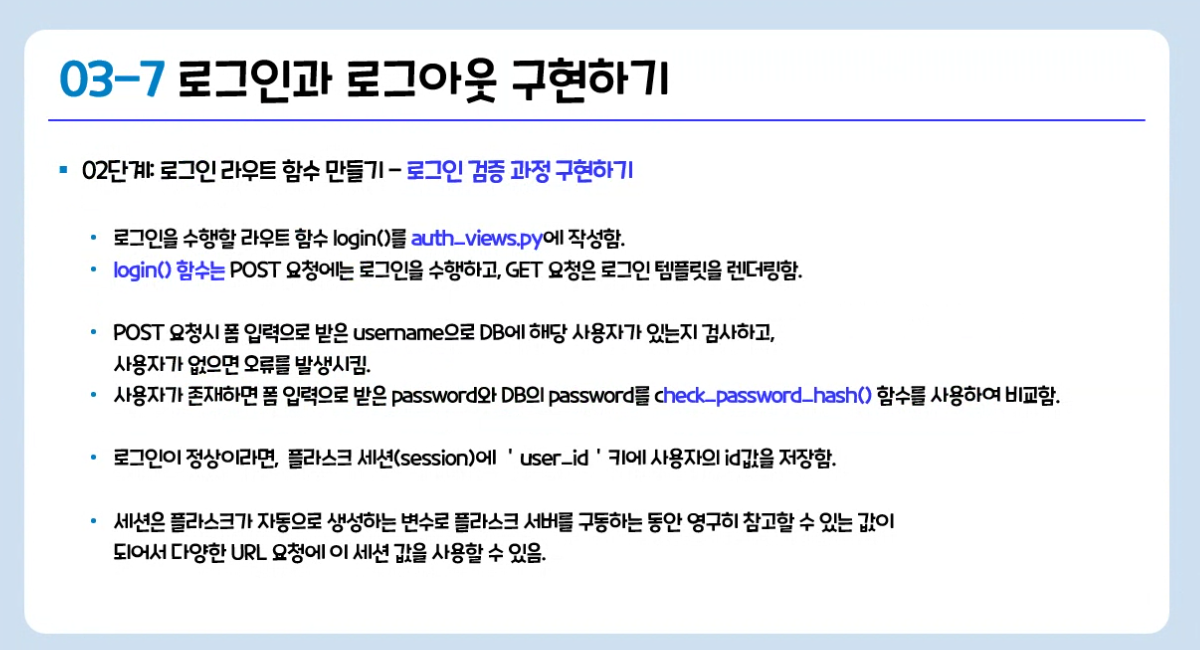 03-7 로그인과 로그아웃 구현하기
▪ 02단계: 로그인 라우트 함수 만들기 – 로그인 검증 과정 구현하기
• 로그인을 수행할 라우트 함수 login()를 auth_views.py에 작성함.
• login() 함수는 POST 요청에는 로그인을 수행하고, GET 요청은 로그인 템플릿을 렌더링함.
• POST 요청시 폼 입력으로 받은 username으로 DB에 해당 사용자가 있는지 검사하고,
사용자가 없으면 오류를 발생시킴.
• 사용자가 존재하면 폼 입력으로 받은 password와 DB의 password를 check_password_hash() 함수를 사용하여 비교함.
• 로그인이 정상이라면, 플라스크 세션(session)에 ' user_id ' 키에 사용자의 id값을 저장함.
• 세션은 플라스크가 자동으로 생성하는 변수로 플라스크 서버를 구동하는 동안 영구히 참고할 수 있는 값이
되어서 다양한 URL 요청에 이 세션 값을 사용할 수 있음.